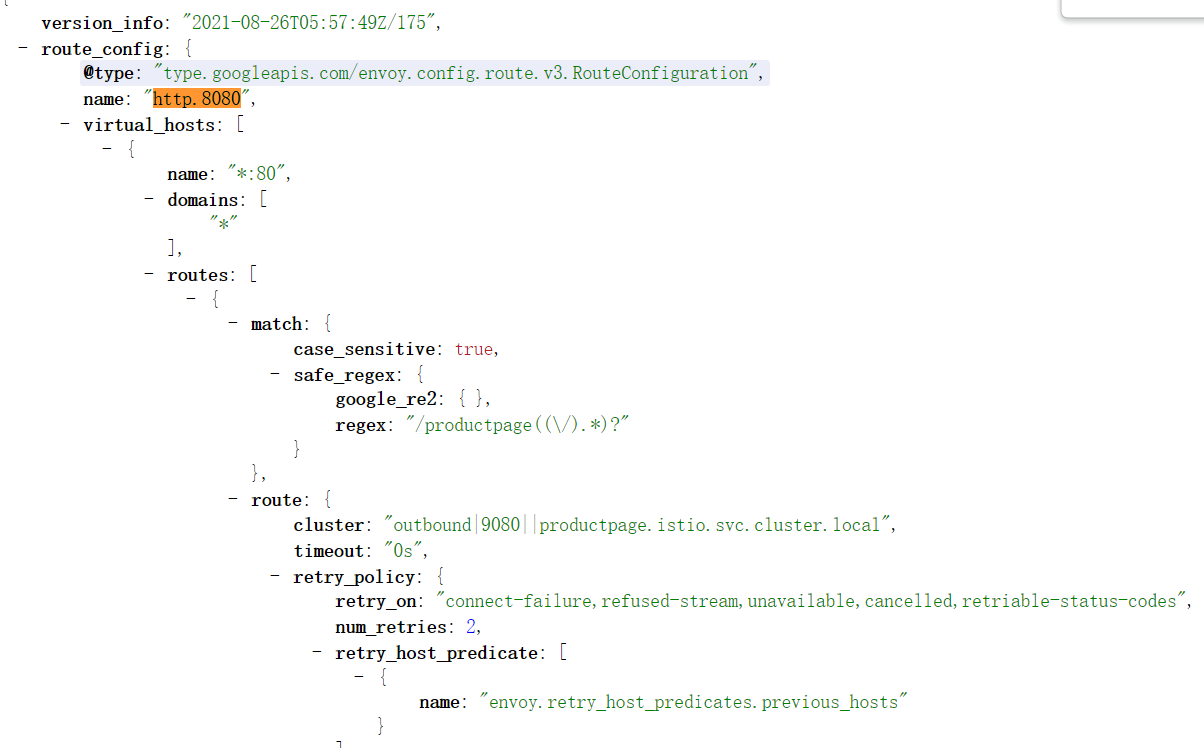 version_info: "2021-08-26T05:57:49Z/175",
- route_config: {
@type: "type.googleapis.com/envoy.config.route.v3.RouteConfiguration",
name: "http.8080",
- virtual_hosts: [
- {
name: "*:80",
- domains: [
"*"
],
- routes: [
- {
- match: {
case_sensitive: true,
- safe_regex: {
google_re2: { },
regex: "/productpage((\/).*)?"
}
},
- route: {
cluster: "outbound|9080||productpage.istio.svc.cluster.local",
timeout: "0s",
- retry_policy: {
retry_on: "connect-failure,refused-stream,unavailable,cancelled,retriable-status-codes",
num_retries: 2,
- retry_host_predicate: [
- {
name: "envoy.retry_host_predicates.previous_hosts"
}
]